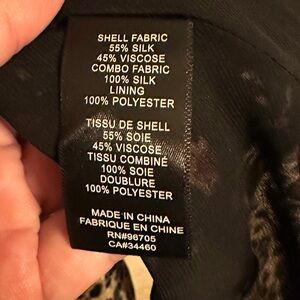 SHELL FABRIC
55% SILK
45% VISCOSE
COMBO FABRIC
100% SILK
LINING
100% POLYESTER
TISSU DE SHELL
55% SOIE
45% VISCOSE
TISSU COMBINÉ
100% SOIE
DOUBLURE
100% POLYESTER
MADE IN CHINA
FABRIQUE EN CHINE
RN#96705
CA#34460